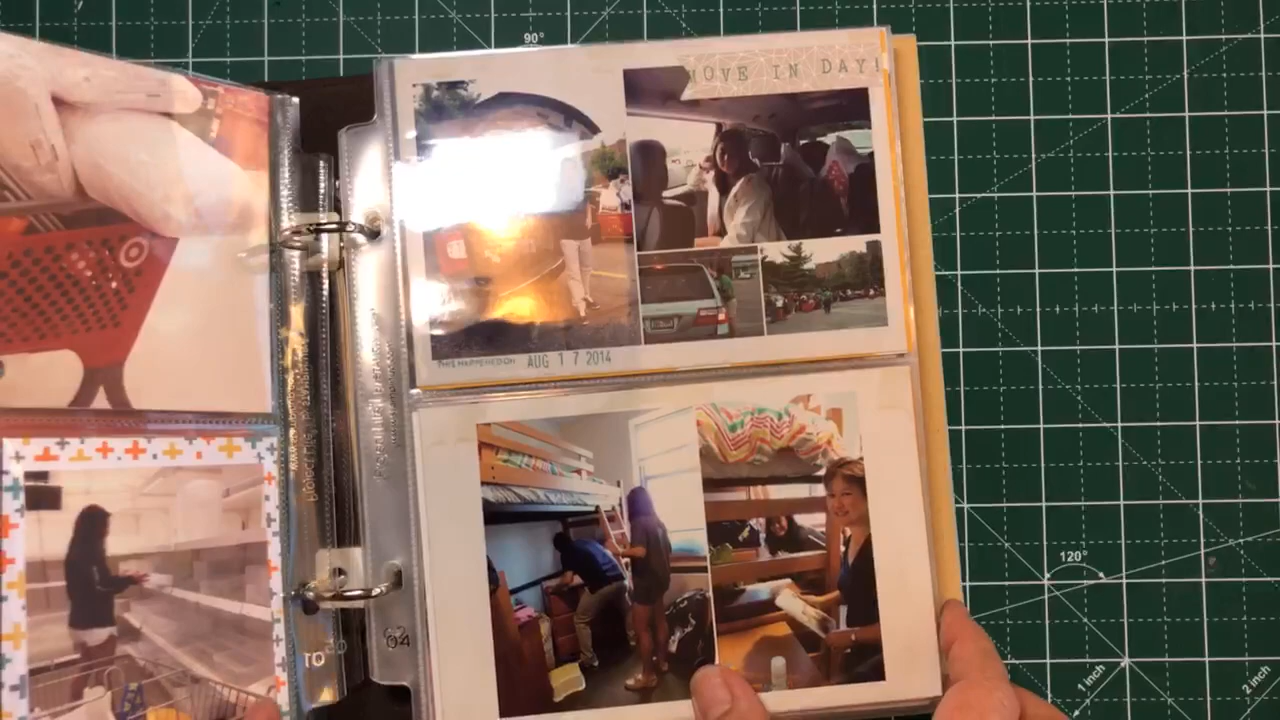 90°
MOVE IN DAY!
THIS HAPPENED ON AUG 17 2014
120°
1 inch
2 inch